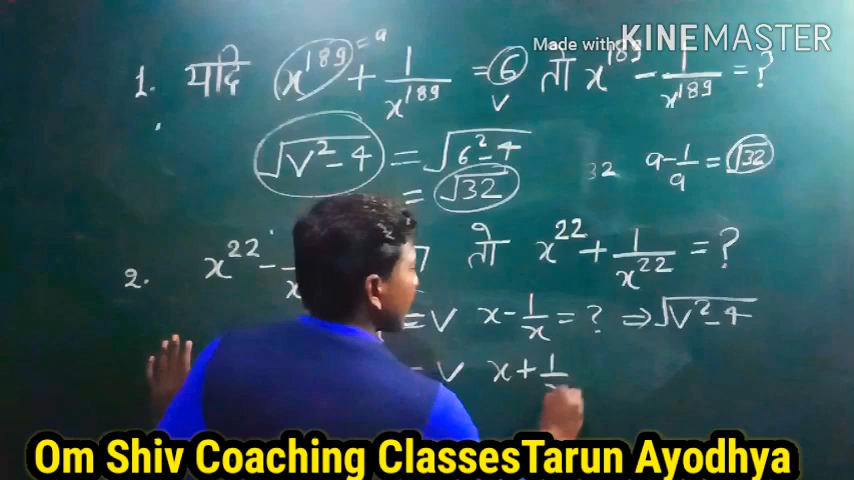 Made with KINEMASTER
1. यदि x¹⁸⁹ + 1/x¹⁸⁹ = 6 तो x¹⁸⁹ - 1/x¹⁸⁹ = ?
= a
V
√V² - 4 = √6² - 4
32 a - 1/a = √32
= √32
2. x²² - तो x²² + 1/x²² = ?
= V x - 1/x = ? ⇒ √V² - 4
= V x + 1/
Om Shiv Coaching ClassesTarun Ayodhya